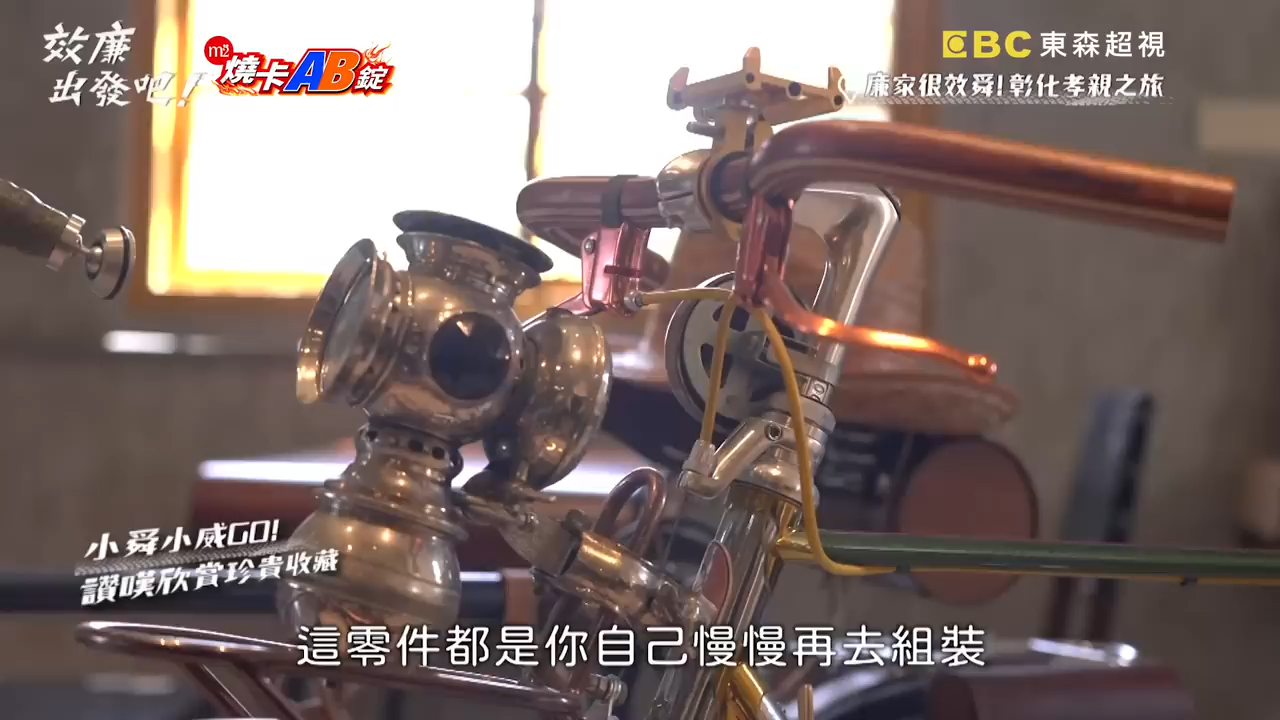 效廉
出發吧!
m2
燒卡AB錠
EBC東森超視
廉家很效舜!彰化孝親之旅
小舜小威GO!
讚嘆欣賞珍貴收藏
這零件都是你自己慢慢再去組裝